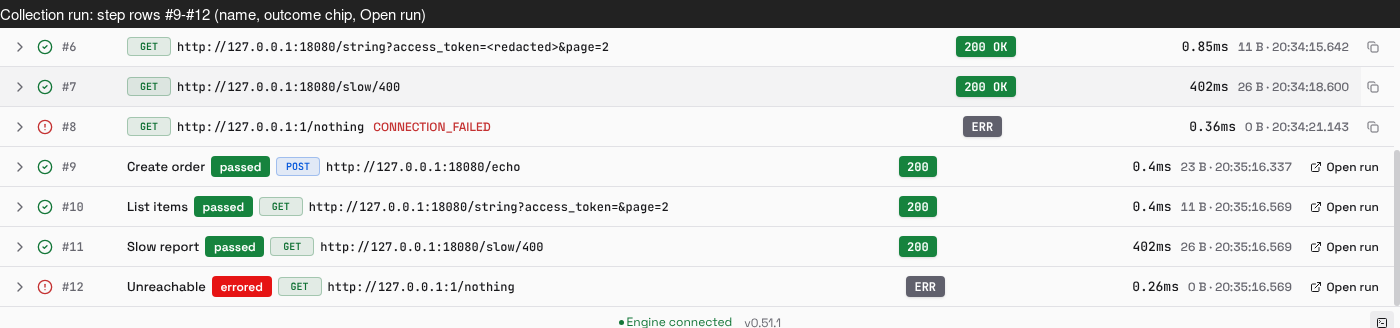 Collection run: step rows #9-#12 (name, outcome chip, Open run)
#6 GET http://127.0.0.1:18080/string?access_token=<redacted>&page=2 200 OK 0.85ms 11 B · 20:34:15.642
#7 GET http://127.0.0.1:18080/slow/400 200 OK 402ms 26 B · 20:34:18.600
#8 GET http://127.0.0.1:1/nothing CONNECTION_FAILED ERR 0.36ms 0 B · 20:34:21.143
#9 Create order passed POST http://127.0.0.1:18080/echo 200 0.4ms 23 B · 20:35:16.337 Open run
#10 List items passed GET http://127.0.0.1:18080/string?access_token=&page=2 200 0.4ms 11 B · 20:35:16.569 Open run
#11 Slow report passed GET http://127.0.0.1:18080/slow/400 200 402ms 26 B · 20:35:16.569 Open run
#12 Unreachable errored GET http://127.0.0.1:1/nothing ERR 0.26ms 0 B · 20:35:16.569 Open run
Engine connected v0.51.1